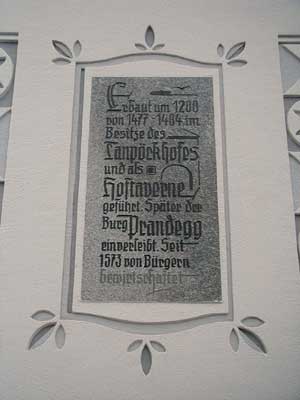 Erbaut um 1200
von 1477 - 1484 im
Besitze des
Lanpöckhofes
und als
Hoftaverne
geführt. Später der
Burg Prandegg
einverleibt. Seit
1573 von Bürgern
bewirtschaftet